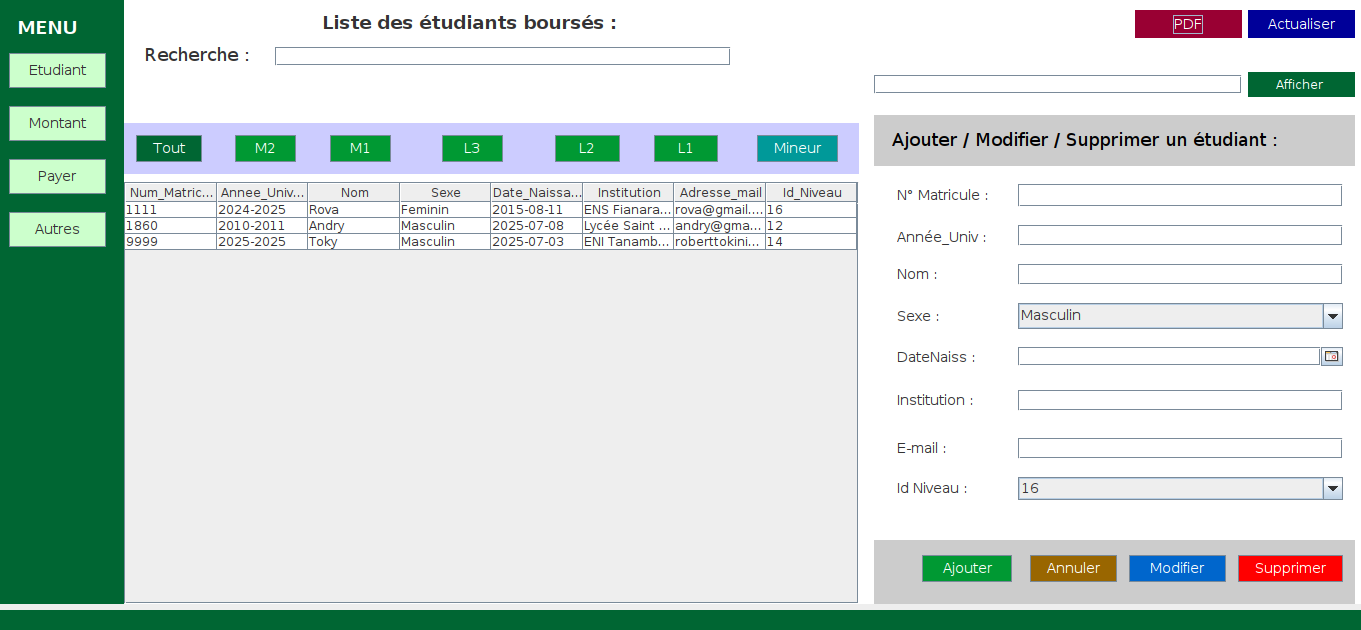 MENU
Etudiant
Montant
Payer
Autres
Liste des étudiants boursés :
Recherche :
PDF
Actualiser
Afficher
Tout M2 M1 L3 L2 L1 Mineur
Num_Matric... Annee_Univ... Nom Sexe Date_Naissa... Institution Adresse_mail Id_Niveau
1111 2024-2025 Rova Feminin 2015-08-11 ENS Fianara... rova@gmail.... 16
1860 2010-2011 Andry Masculin 2025-07-08 Lycée Saint ... andry@gma... 12
9999 2025-2025 Toky Masculin 2025-07-03 ENI Tanamb... roberttokini... 14
Ajouter / Modifier / Supprimer un étudiant :
N° Matricule :
Année_Univ :
Nom :
Sexe : Masculin
DateNaiss :
Institution :
E-mail :
Id Niveau : 16
Ajouter Annuler Modifier Supprimer